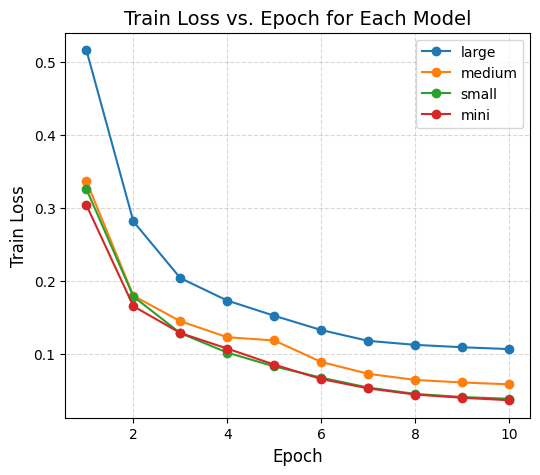 Train Loss vs. Epoch for Each Model
large
medium
small
mini
Train Loss
0.5
0.4
0.3
0.2
0.1
2
4
6
8
10
Epoch